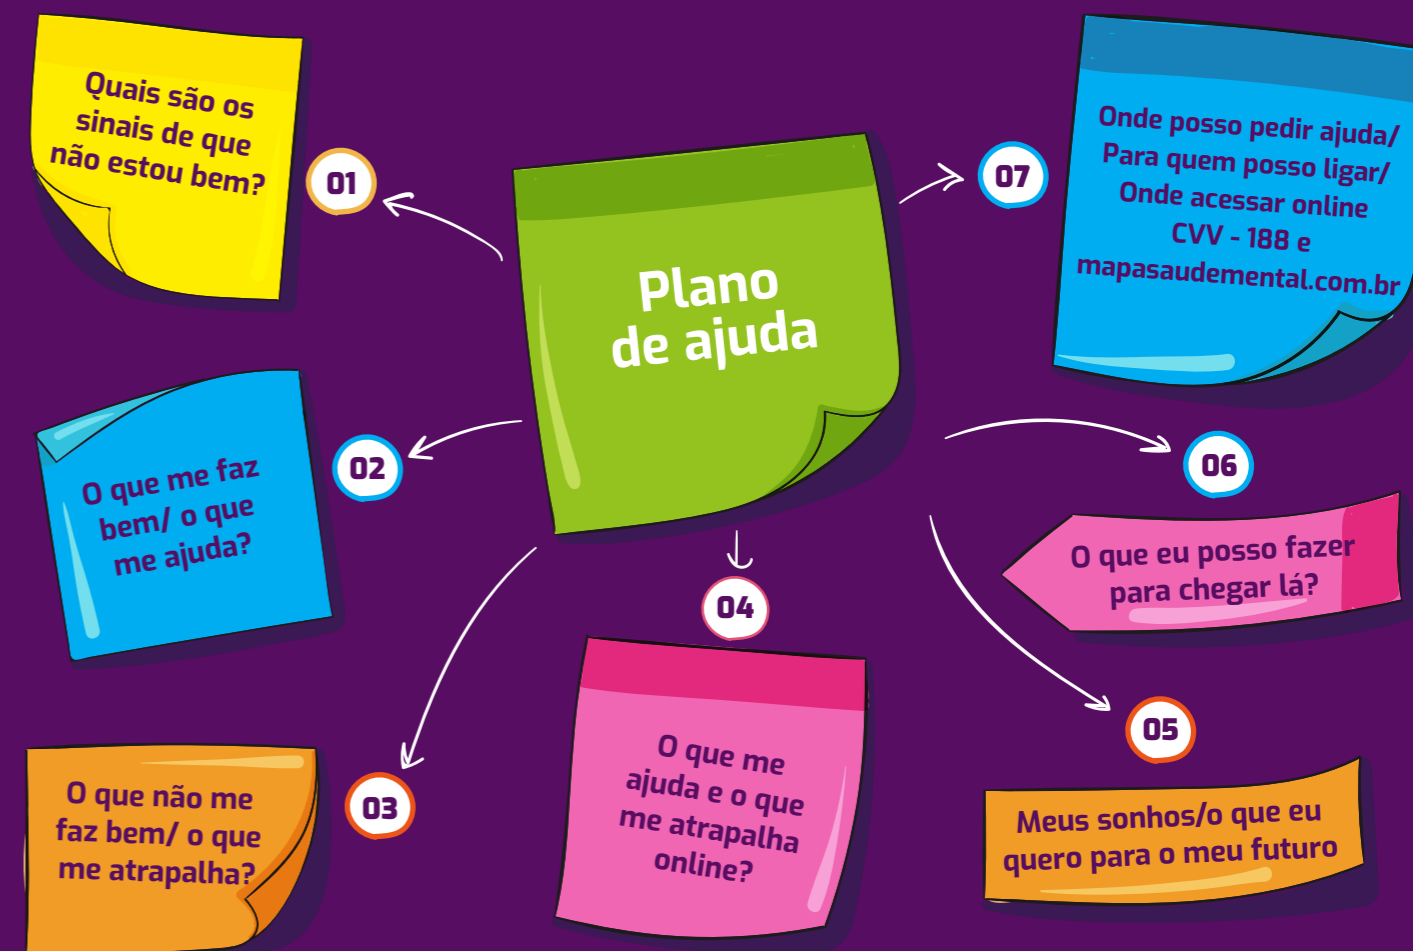 Plano
de ajuda
01
Quais são os
sinais de que
não estou bem?
02
O que me faz
bem/ o que
me ajuda?
03
O que não me
faz bem/ o que
me atrapalha?
04
O que me
ajuda e o que
me atrapalha
online?
05
Meus sonhos/o que eu
quero para o meu futuro
06
O que eu posso fazer
para chegar lá?
07
Onde posso pedir ajuda/
Para quem posso ligar/
Onde acessar online
CVV - 188 e
mapasaudemental.com.br